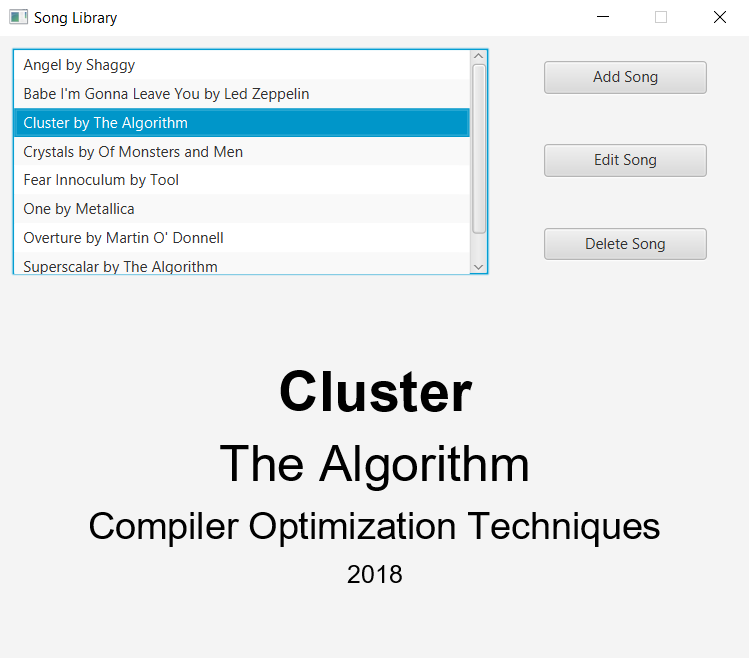 Song Library
Angel by Shaggy
Babe I'm Gonna Leave You by Led Zeppelin
Cluster by The Algorithm
Crystals by Of Monsters and Men
Fear Innoculum by Tool
One by Metallica
Overture by Martin O' Donnell
Superscalar by The Algorithm
Add Song
Edit Song
Delete Song
Cluster
The Algorithm
Compiler Optimization Techniques
2018